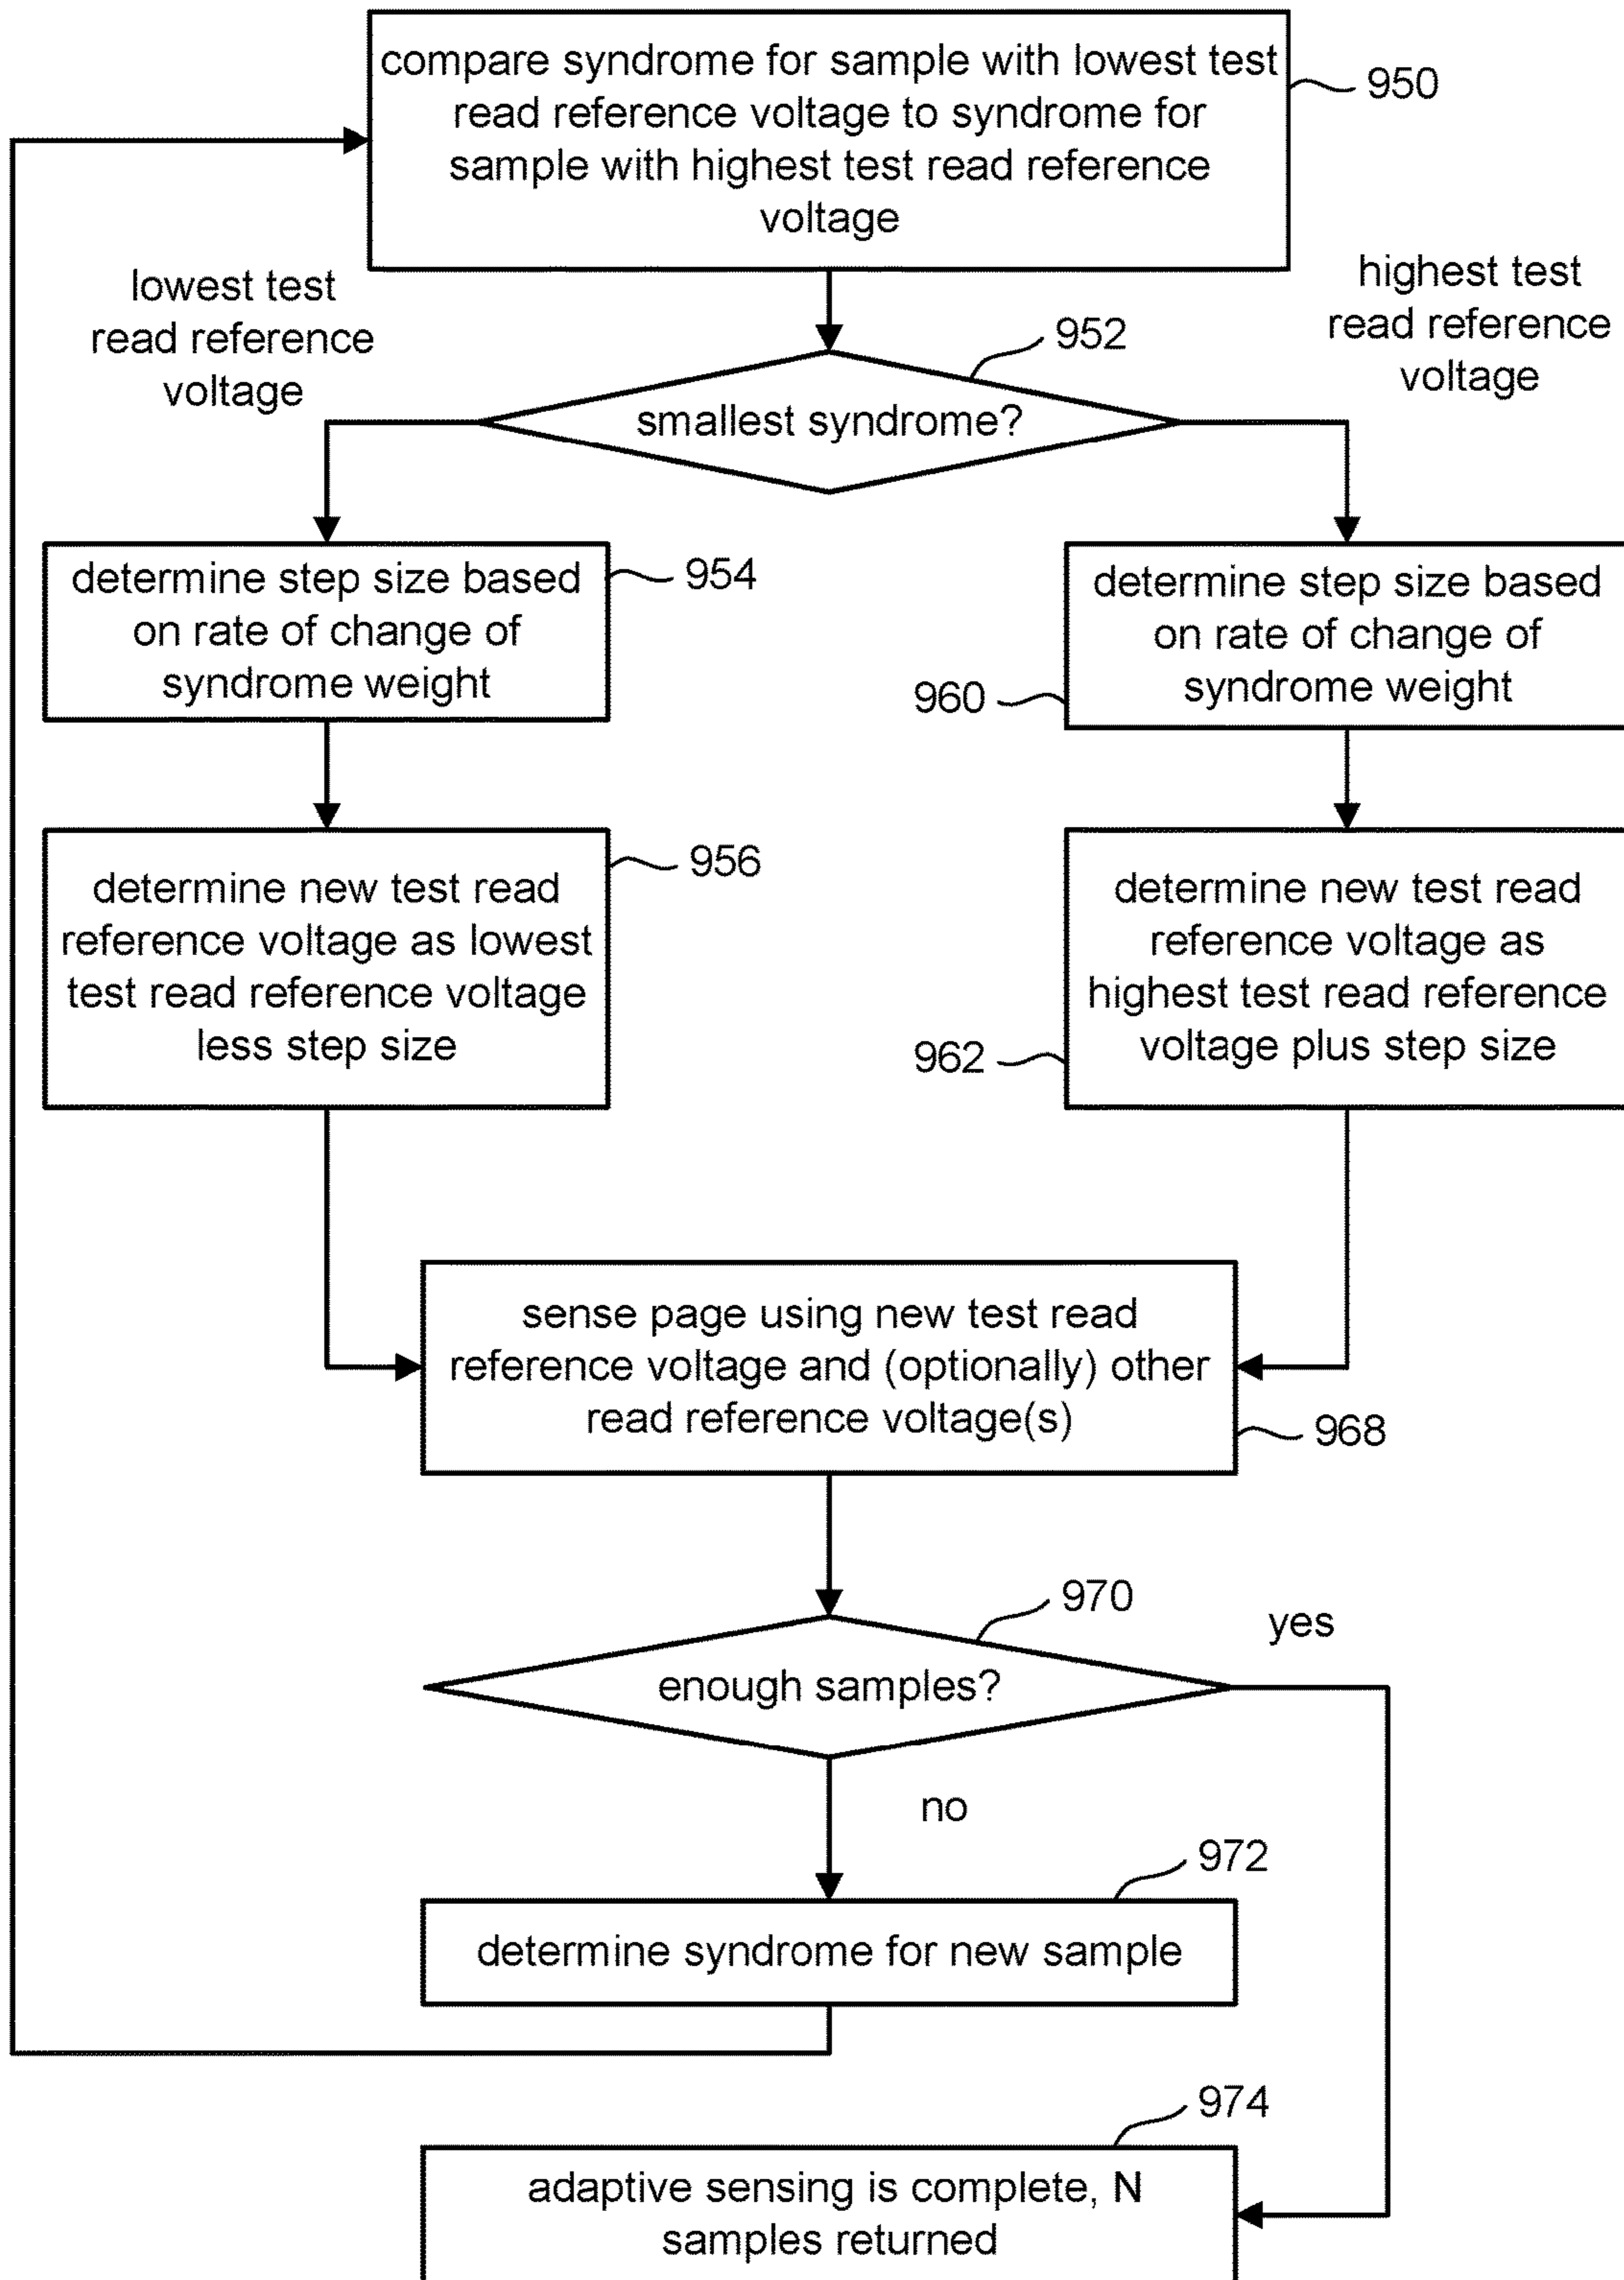 compare syndrome for sample with lowest test
read reference voltage to syndrome for
sample with highest test read reference
voltage
950
lowest test
read reference
voltage
highest test
read reference
voltage
952
smallest syndrome?
determine step size based
on rate of change of
syndrome weight
954
determine step size based
on rate of change of
syndrome weight
960
determine new test read
reference voltage as lowest
test read reference voltage
less step size
956
determine new test read
reference voltage as
highest test read reference
voltage plus step size
962
sense page using new test read
reference voltage and (optionally) other
read reference voltage(s)
968
970
yes
enough samples?
no
972
determine syndrome for new sample
974
adaptive sensing is complete, N
samples returned